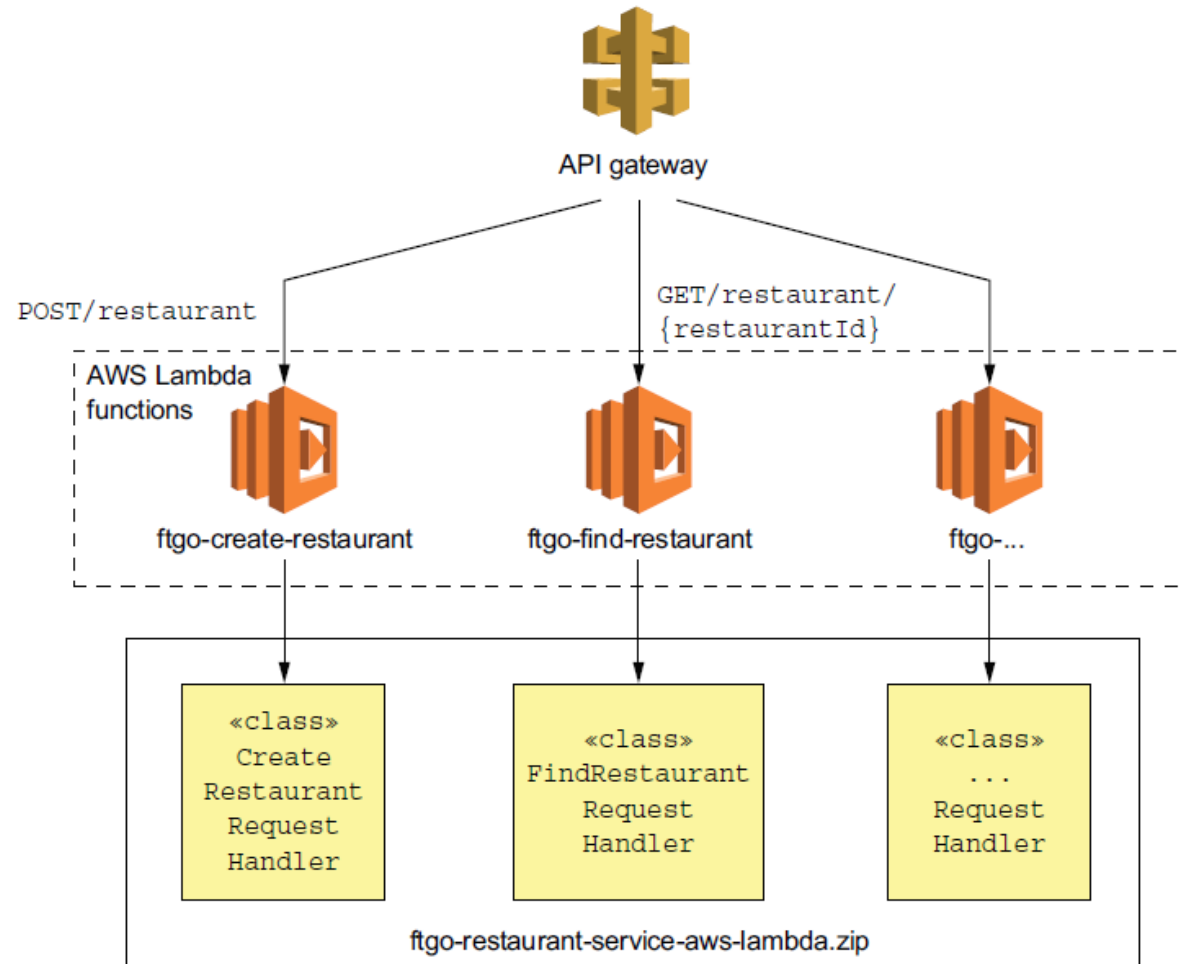 API gateway
POST/restaurant
GET/restaurant/
{restaurantId}
AWS Lambda
functions
ftgo-create-restaurant
ftgo-find-restaurant
ftgo-...
«class»
Create
Restaurant
Request
Handler
«class»
FindRestaurant
Request
Handler
«class»
...
Request
Handler
ftgo-restaurant-service-aws-lambda.zip